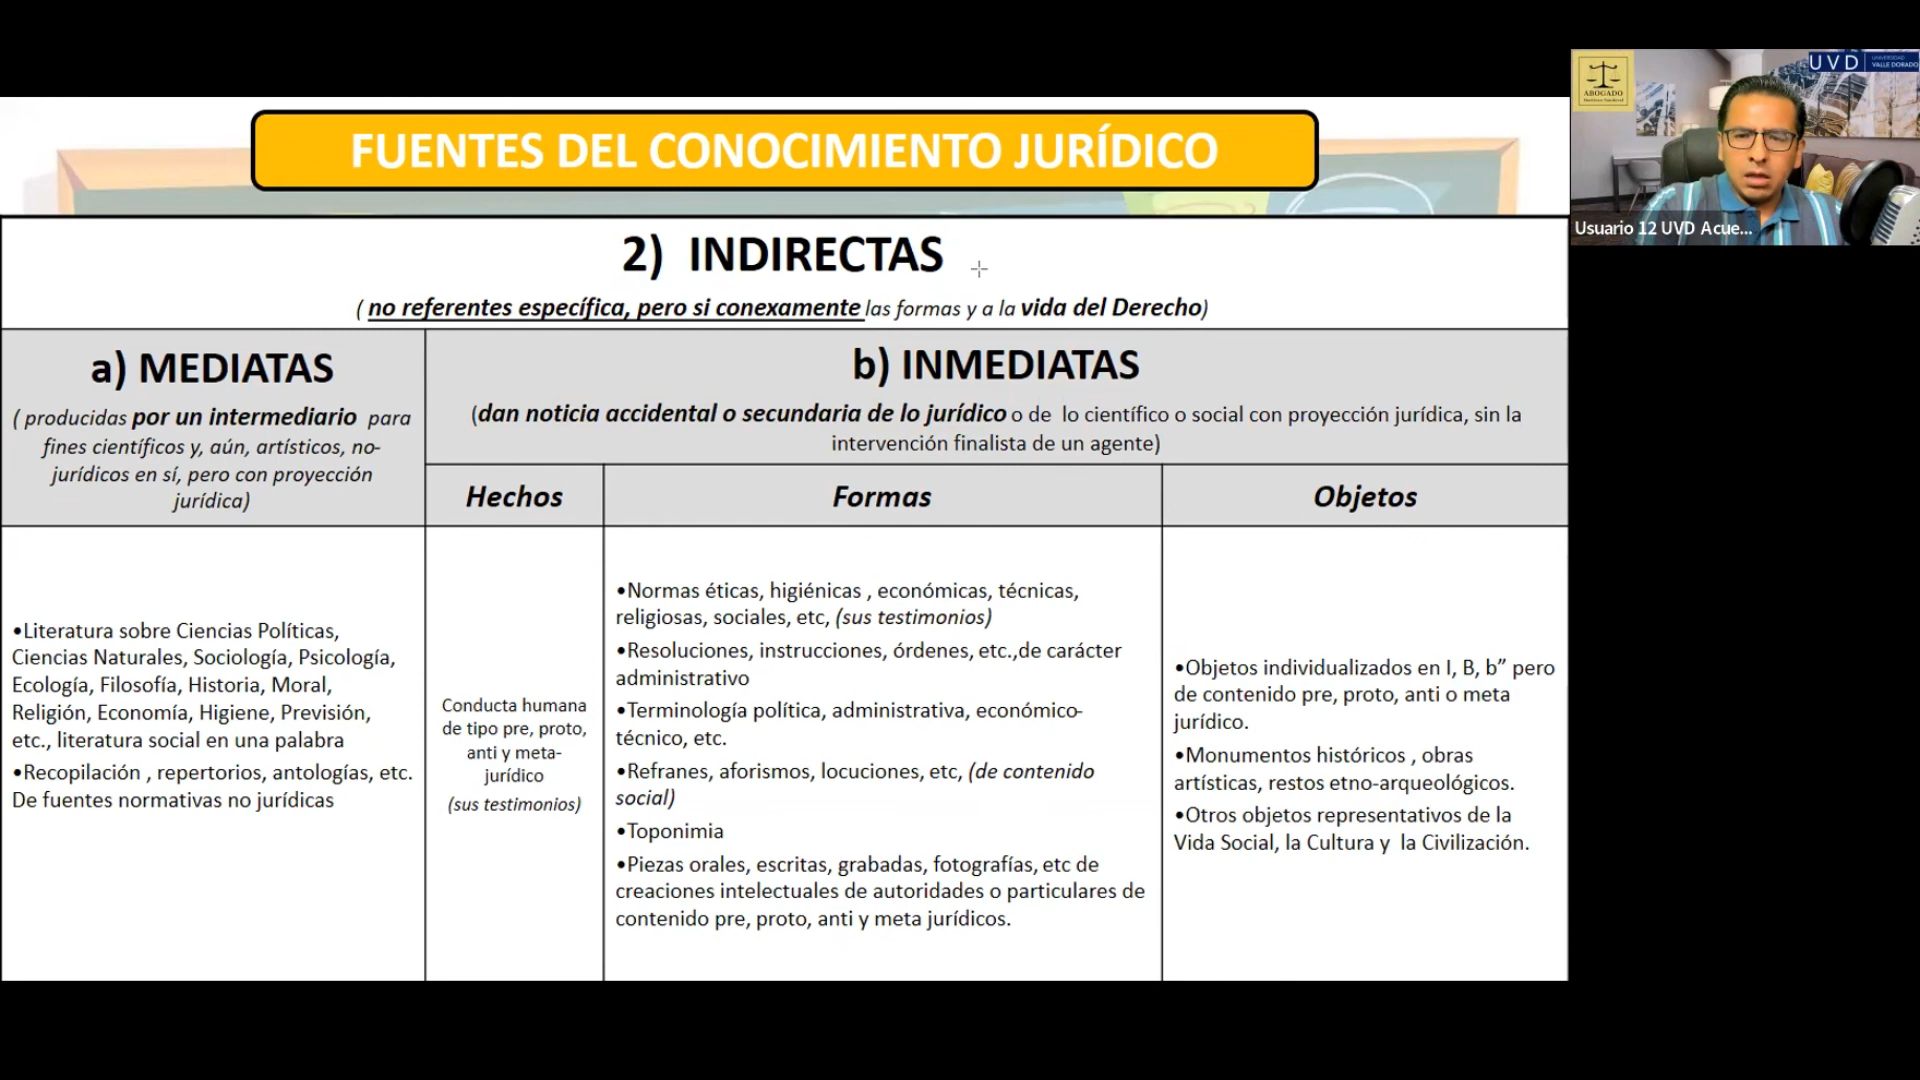 FUENTES DEL CONOCIMIENTO JURÍDICO
2) INDIRECTAS
( no referentes específica, pero si conexamente las formas y a la vida del Derecho)
a) MEDIATAS
( producidas por un intermediario para
fines científicos y, aún, artísticos, no-
jurídicos en sí, pero con proyección
jurídica)
b) INMEDIATAS
(dan noticia accidental o secundaria de lo jurídico o de lo científico o social con proyección jurídica, sin la
intervención finalista de un agente)
Hechos
Formas
Objetos
•Literatura sobre Ciencias Políticas,
Ciencias Naturales, Sociología, Psicología,
Ecología, Filosofía, Historia, Moral,
Religión, Economía, Higiene, Previsión,
etc., literatura social en una palabra
•Recopilación , repertorios, antologías, etc.
De fuentes normativas no jurídicas
Conducta humana
de tipo pre, proto,
anti y meta-
jurídico
(sus testimonios)
•Normas éticas, higiénicas , económicas, técnicas,
religiosas, sociales, etc, (sus testimonios)
•Resoluciones, instrucciones, órdenes, etc.,de carácter
administrativo
•Terminología política, administrativa, económico-
técnico, etc.
•Refranes, aforismos, locuciones, etc, (de contenido
social)
•Toponimia
•Piezas orales, escritas, grabadas, fotografías, etc de
creaciones intelectuales de autoridades o particulares de
contenido pre, proto, anti y meta jurídicos.
•Objetos individualizados en I, B, b” pero
de contenido pre, proto, anti o meta
jurídico.
•Monumentos históricos , obras
artísticas, restos etno-arqueológicos.
•Otros objetos representativos de la
Vida Social, la Cultura y la Civilización.
ABOGADO
UVD
UNIVERSIDAD
VALLE DORADO
Usuario 12 UVD Acue...